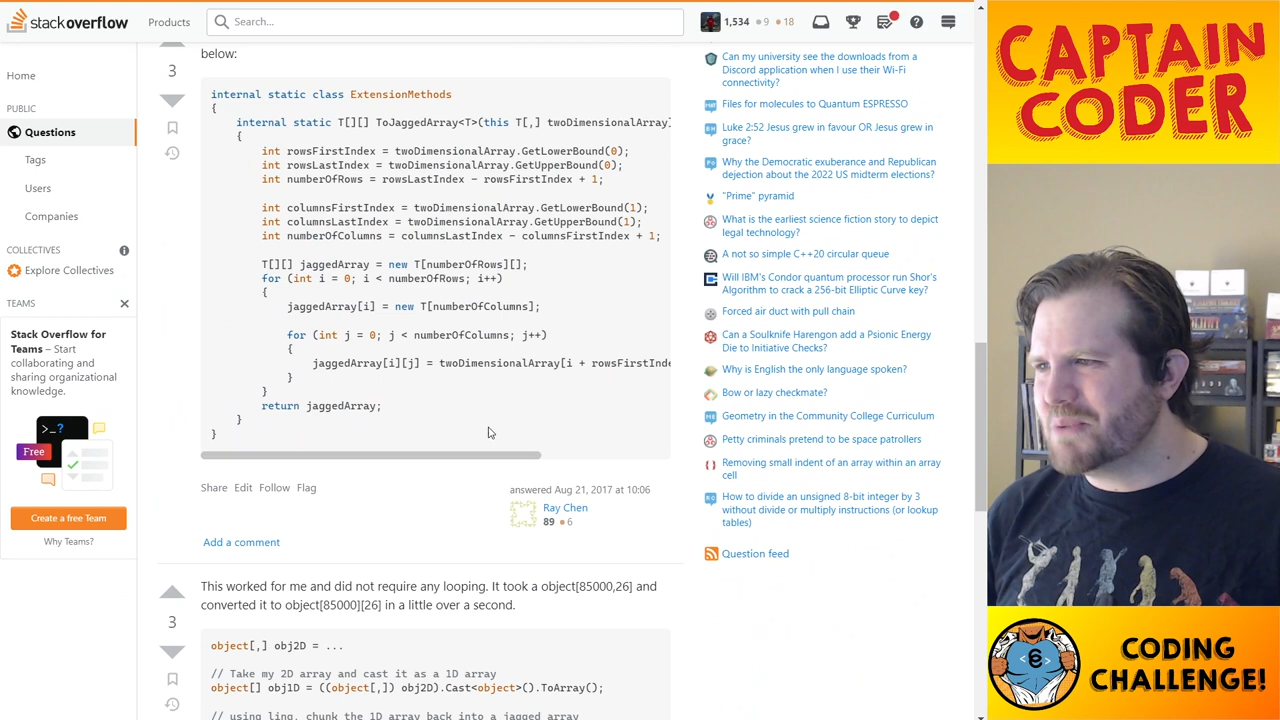 stackoverflow
Products
Search...
1,534
9
18
Home
PUBLIC
Questions
Tags
Users
Companies
COLLECTIVES
Explore Collectives
TEAMS
Stack Overflow for
Teams – Start
collaborating and
sharing organizational
knowledge.
>_?
Free
Create a free Team
Why Teams?
below:
3
internal static class ExtensionMethods
{
internal static T[][] ToJaggedArray<T>(this T[,] twoDimensionalArray)
{
int rowsFirstIndex = twoDimensionalArray.GetLowerBound(0);
int rowsLastIndex = twoDimensionalArray.GetUpperBound(0);
int numberOfRows = rowsLastIndex - rowsFirstIndex + 1;
int columnsFirstIndex = twoDimensionalArray.GetLowerBound(1);
int columnsLastIndex = twoDimensionalArray.GetUpperBound(1);
int numberOfColumns = columnsLastIndex - columnsFirstIndex + 1;
T[][] jaggedArray = new T[numberOfRows][];
for (int i = 0; i < numberOfRows; i++)
{
jaggedArray[i] = new T[numberOfColumns];
for (int j = 0; j < numberOfColumns; j++)
{
jaggedArray[i][j] = twoDimensionalArray[i + rowsFirstInde
}
}
return jaggedArray;
}
}
Share Edit Follow Flag
answered Aug 21, 2017 at 10:06
Ray Chen
89
6
Add a comment
This worked for me and did not require any looping. It took a object[85000,26] and
converted it to object[85000][26] in a little over a second.
3
object[,] obj2D = ...
// Take my 2D array and cast it as a 1D array
object[] obj1D = ((object[,]) obj2D).Cast<object>().ToArray();
// using linq, chunk the 1D array back into a jagged array
Can my university see the downloads from a
Discord application when I use their Wi-Fi
connectivity?
Files for molecules to Quantum ESPRESSO
Luke 2:52 Jesus grew in favour OR Jesus grew in
grace?
Why the Democratic exuberance and Republican
dejection about the 2022 US midterm elections?
"Prime" pyramid
What is the earliest science fiction story to depict
legal technology?
A not so simple C++20 circular queue
Will IBM's Condor quantum processor run Shor's
Algorithm to crack a 256-bit Elliptic Curve key?
Forced air duct with pull chain
Can a Soulknife Harengon add a Psionic Energy
Die to Initiative Checks?
Why is English the only language spoken?
Bow or lazy checkmate?
Geometry in the Community College Curriculum
Petty criminals pretend to be space patrollers
Removing small indent of an array within an array
cell
How to divide an unsigned 8-bit integer by 3
without divide or multiply instructions (or lookup
tables)
Question feed
CAPTAIN
CODER
CODING
CHALLENGE!